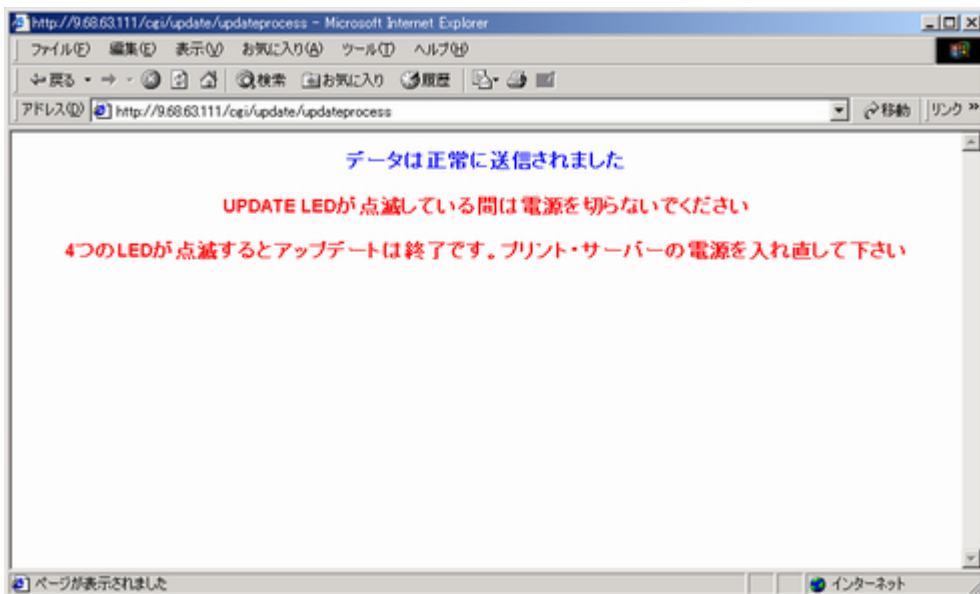 http://9.68.63.111/cgi/update/updateprocess - Microsoft Internet Explorer
ファイル(F) 編集(E) 表示(V) お気に入り(A) ツール(T) ヘルプ(H)
戻る 検索 お気に入り 履歴
アドレス(D) http://9.68.63.111/cgi/update/updateprocess 移動 リンク »
データは正常に送信されました
UPDATE LEDが点滅している間は電源を切らないでください
4つのLEDが点滅するとアップデートは終了です。プリント・サーバーの電源を入れ直して下さい
ページが表示されました インターネット